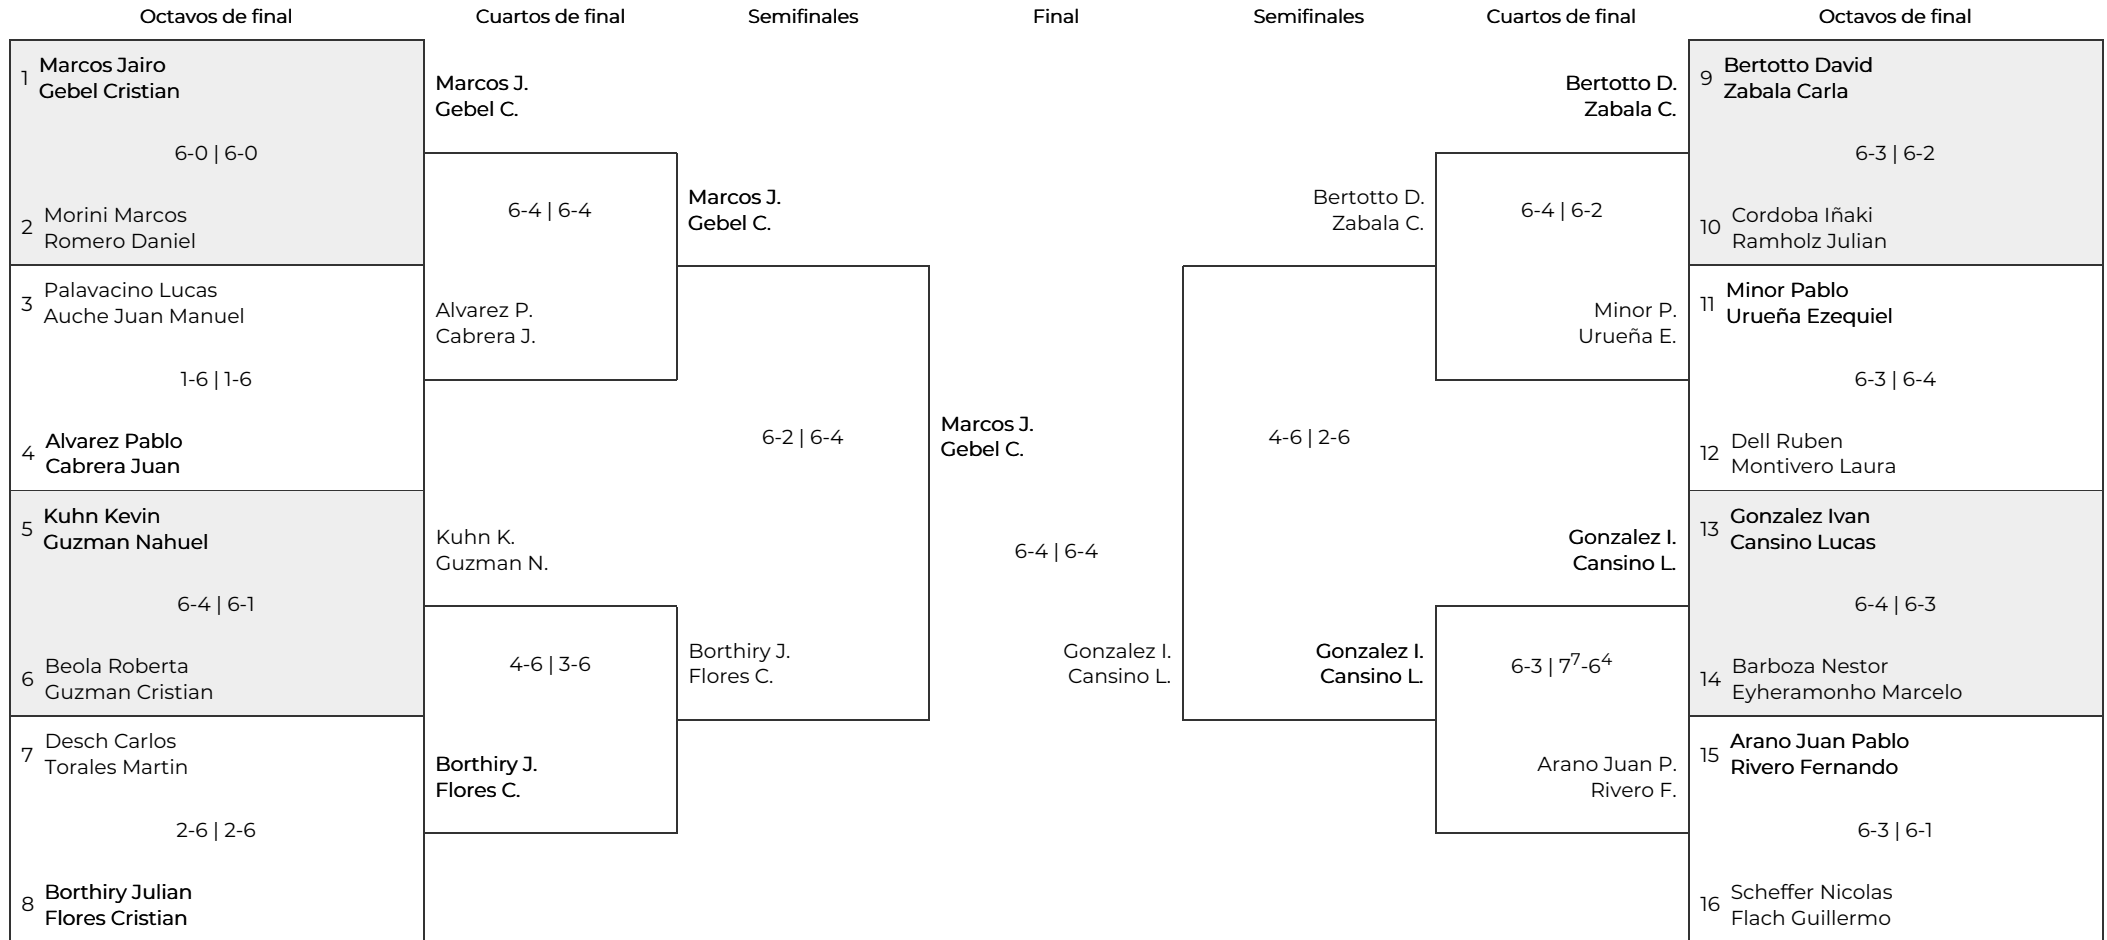 Octavos de final
Cuartos de final
Semifinales
Final
Semifinales
Cuartos de final
Octavos de final
1
Marcos Jairo
Gebel Cristian
6-0 | 6-0
2
Morini Marcos
Romero Daniel
3
Palavacino Lucas
Auche Juan Manuel
1-6 | 1-6
4
Alvarez Pablo
Cabrera Juan
5
Kuhn Kevin
Guzman Nahuel
6-4 | 6-1
6
Beola Roberta
Guzman Cristian
7
Desch Carlos
Torales Martin
2-6 | 2-6
8
Borthiry Julian
Flores Cristian
Marcos J.
Gebel C.
6-4 | 6-4
Alvarez P.
Cabrera J.
Kuhn K.
Guzman N.
4-6 | 3-6
Borthiry J.
Flores C.
Marcos J.
Gebel C.
6-2 | 6-4
Borthiry J.
Flores C.
Marcos J.
Gebel C.
6-4 | 6-4
Gonzalez I.
Cansino L.
Bertotto D.
Zabala C.
4-6 | 2-6
Gonzalez I.
Cansino L.
Bertotto D.
Zabala C.
6-4 | 6-2
Minor P.
Urueña E.
Gonzalez I.
Cansino L.
6-3 | 7⁷-6⁴
Arano Juan P.
Rivero F.
9
Bertotto David
Zabala Carla
6-3 | 6-2
10
Cordoba Iñaki
Ramholz Julian
11
Minor Pablo
Urueña Ezequiel
6-3 | 6-4
12
Dell Ruben
Montivero Laura
13
Gonzalez Ivan
Cansino Lucas
6-4 | 6-3
14
Barboza Nestor
Eyheramonho Marcelo
15
Arano Juan Pablo
Rivero Fernando
6-3 | 6-1
16
Scheffer Nicolas
Flach Guillermo